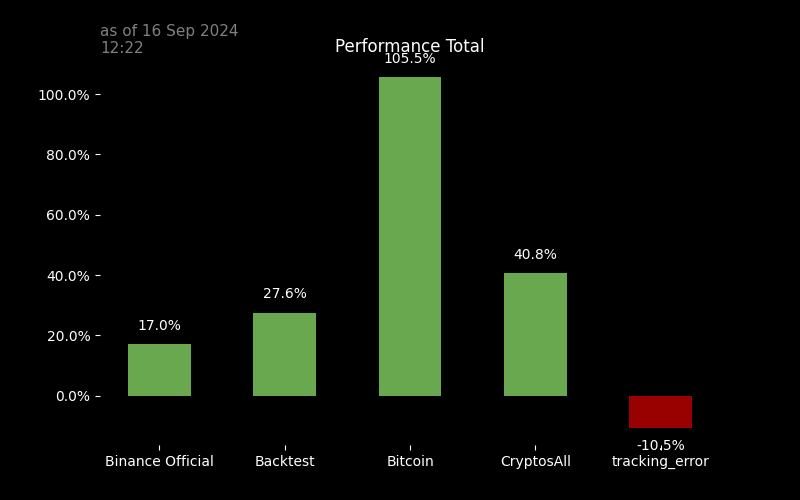 as of 16 Sep 2024
12:22
Performance Total
105.5%
100.0%
80.0%
60.0%
40.0%
20.0%
0.0%
17.0%
27.6%
40.8%
-10.5%
Binance Official
Backtest
Bitcoin
CryptosAll
tracking_error